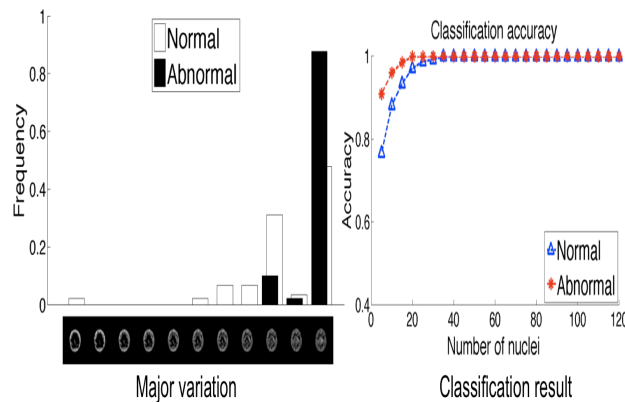 Normal
Abnormal
Frequency
1
0.8
0.6
0.4
0.2
0
Major variation
Classification accuracy
Accuracy
1
0.8
0.6
0.4
Normal
Abnormal
0 20 40 60 80 100 120
Number of nuclei
Classification result